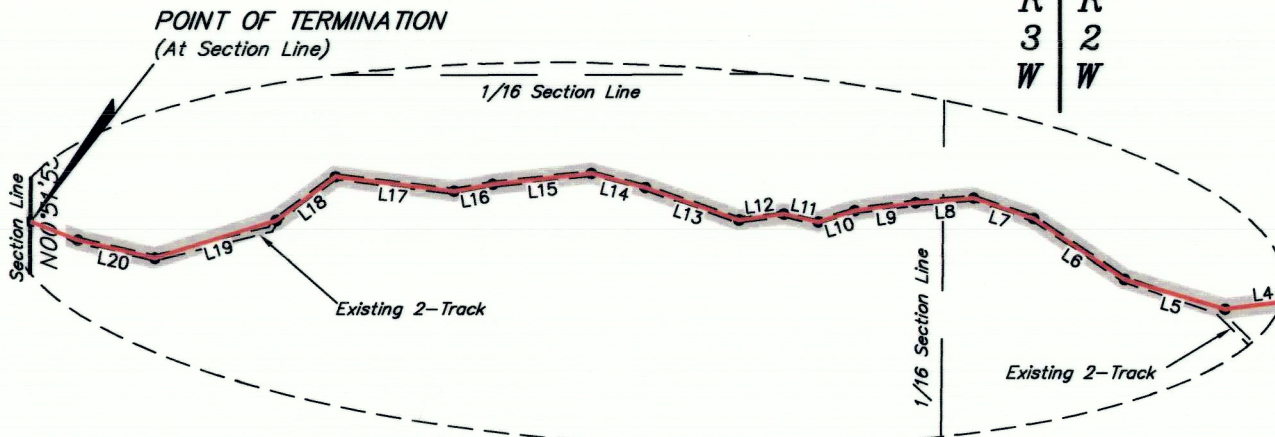 POINT OF TERMINATION
(At Section Line)
R R
3 2
W W
1/16 Section Line
Section Line
L20
L19
L18
L17
L16
L15
L14
L13
L12
L11
L10
L9
L8
L7
L6
L5
L4
Existing 2-Track
1/16 Section Line
Existing 2-Track